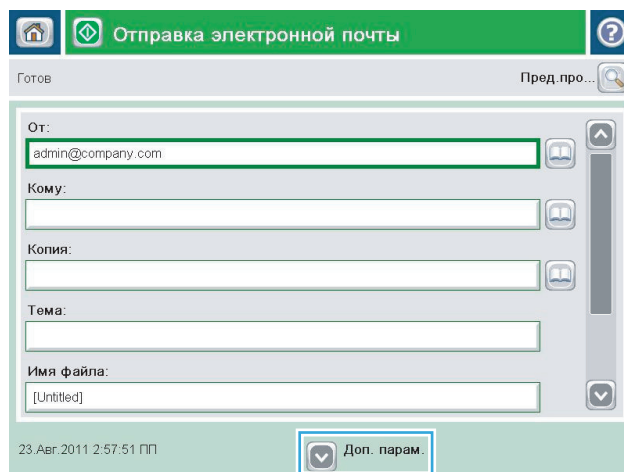 Отправка электронной почты
?
Готов
Пред.про...
От:
admin@company.com
Кому:
Копия:
Тема:
Имя файла:
[Untitled]
23.Авг.2011 2:57:51 ПП
Доп. парам.